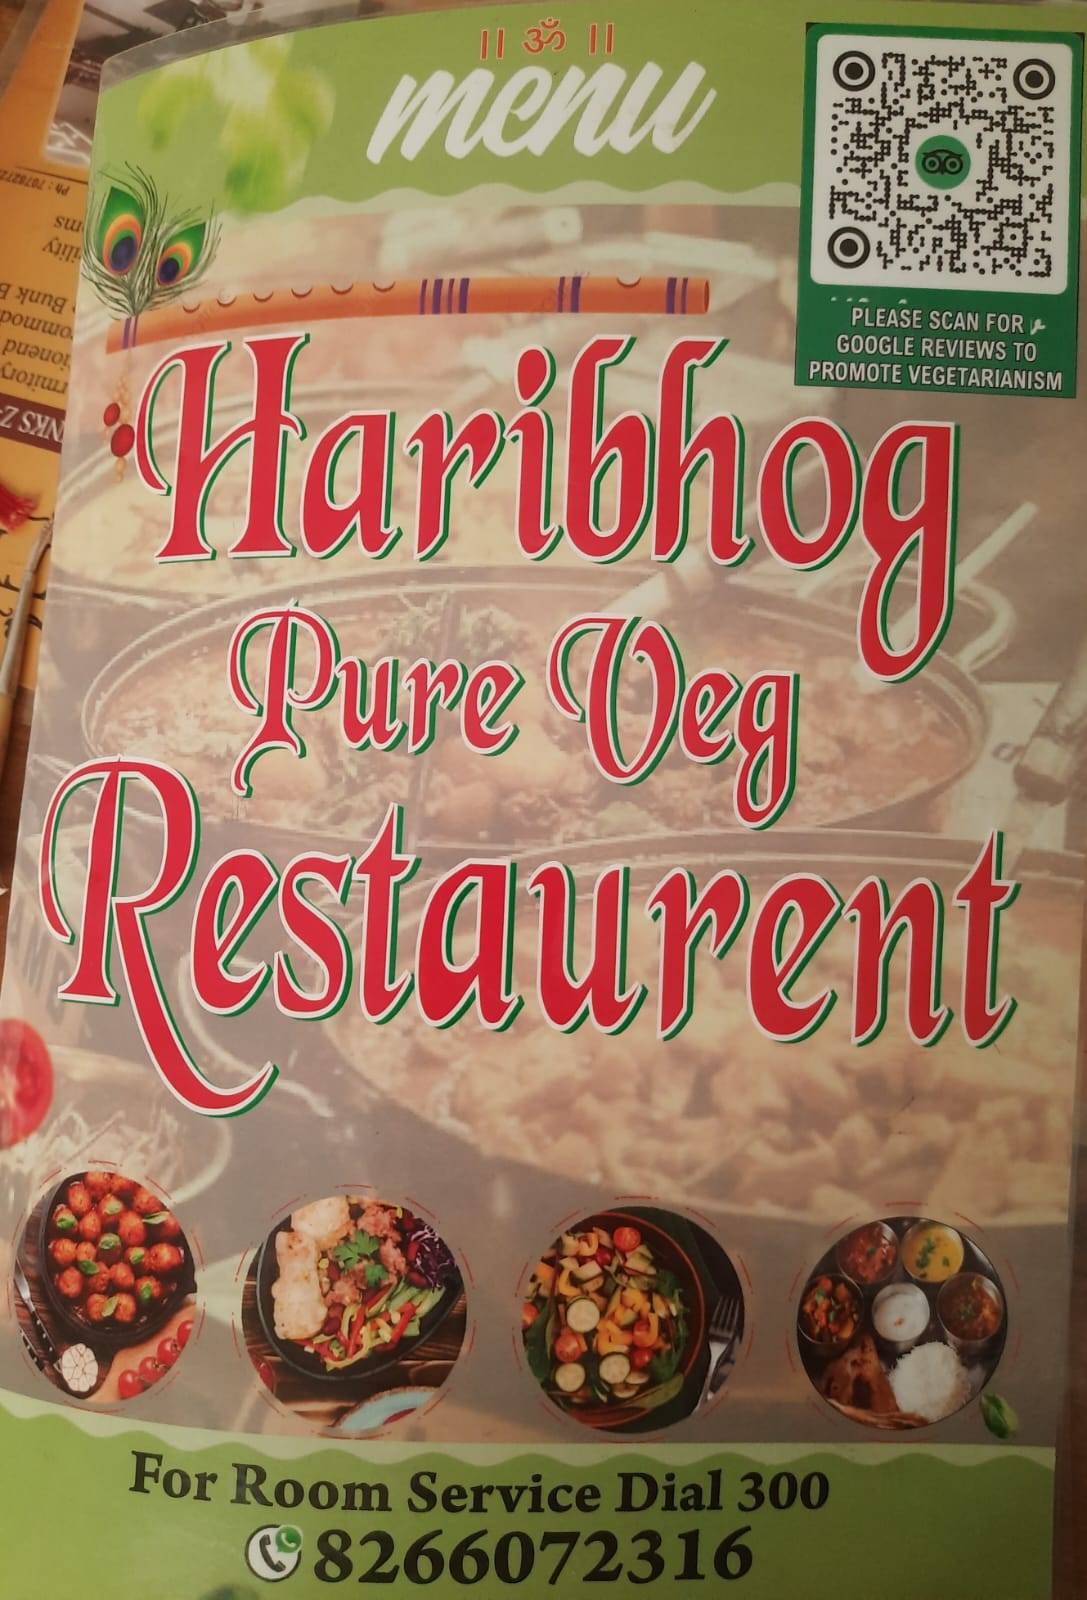 || ॐ ||
menu
PLEASE SCAN FOR
GOOGLE REVIEWS TO
PROMOTE VEGETARIANISM
Haribhog
Pure Veg
Restaurent
For Room Service Dial 300
8266072316